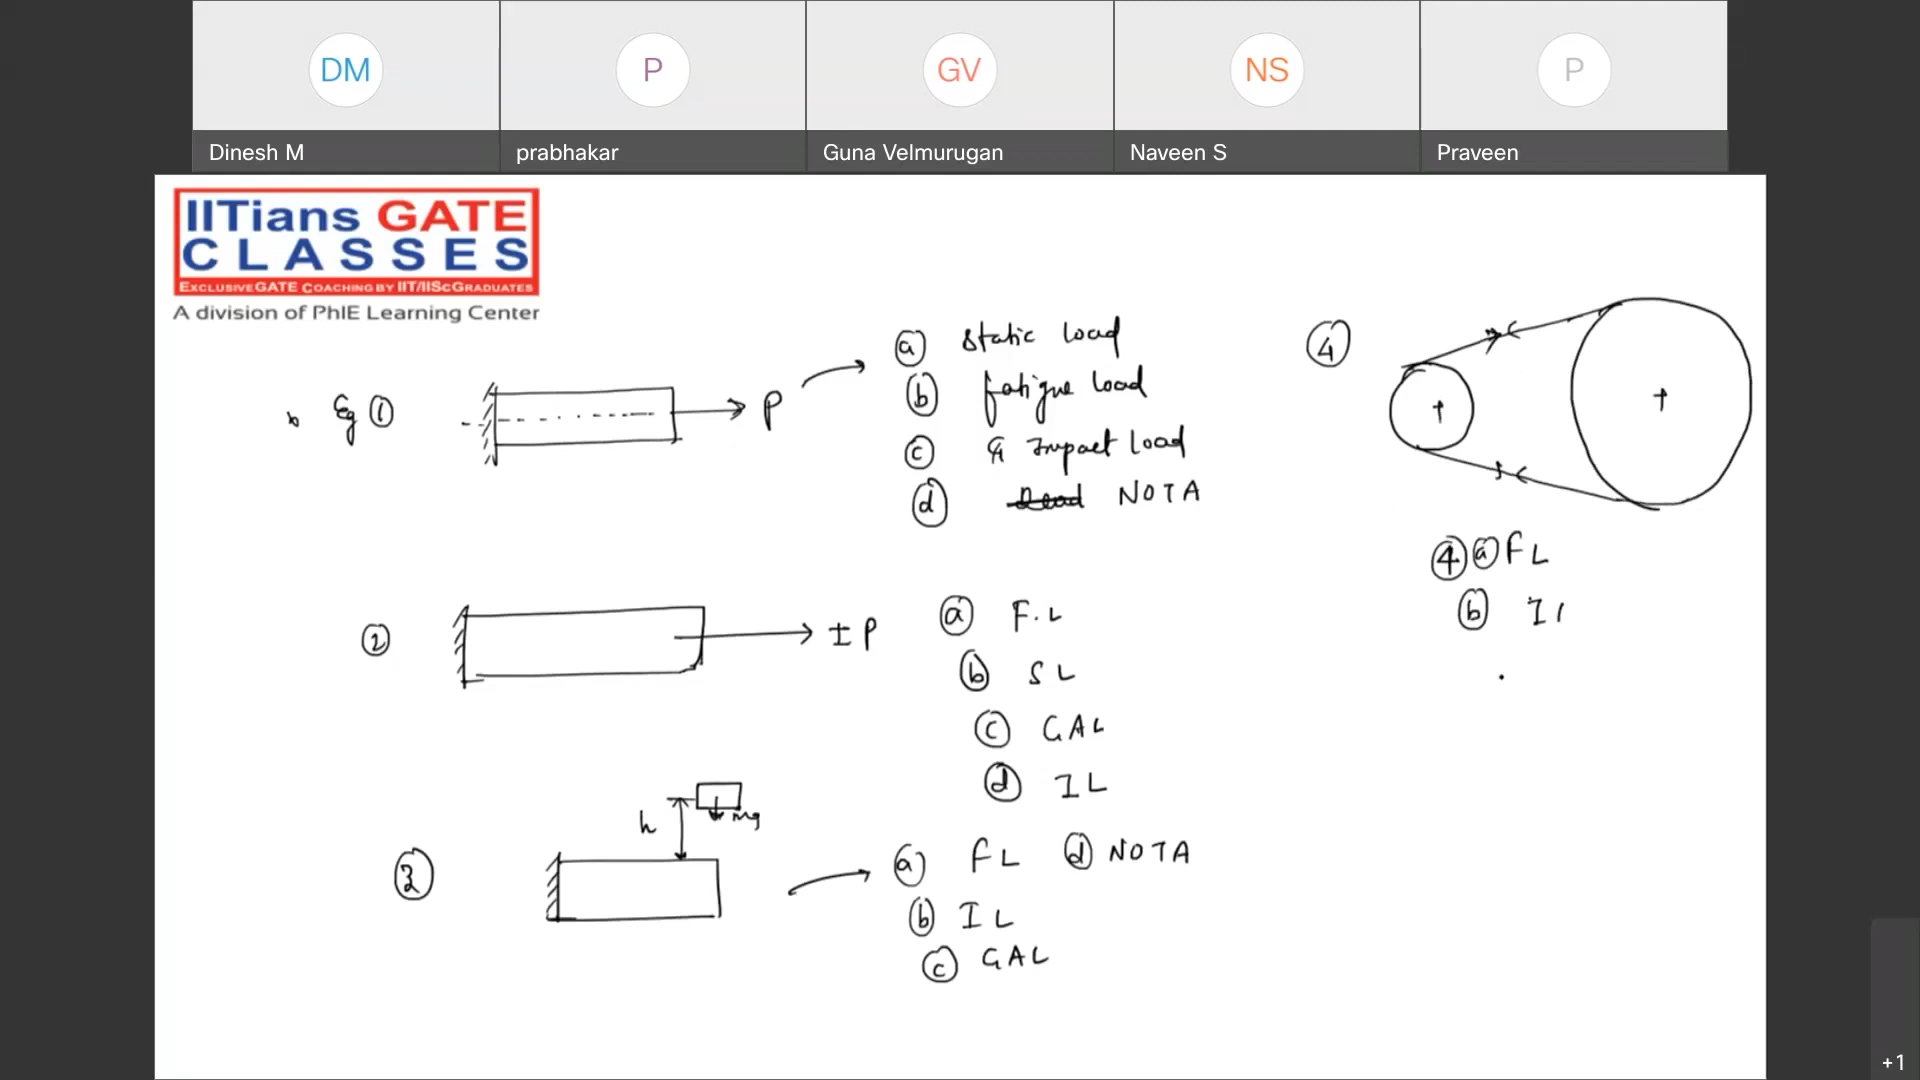 DM
P
GV
NS
P
Dinesh M
prabhakar
Guna Velmurugan
Naveen S
Praveen
IITians GATE
CLASSES
EXCLUSIVE GATE COACHING BY IIT/IISc GRADUATES
A division of PhIE Learning Center
Eg ①
P
ⓐ static load
ⓑ fatigue load
ⓒ Impact load
ⓓ NOTA
②
± P
ⓐ F.L
ⓑ SL
ⓒ GAL
ⓓ IL
③
h
mg
ⓐ FL ⓓ NOTA
ⓑ IL
ⓒ GAL
④
④ ⓐ FL
ⓑ
+1